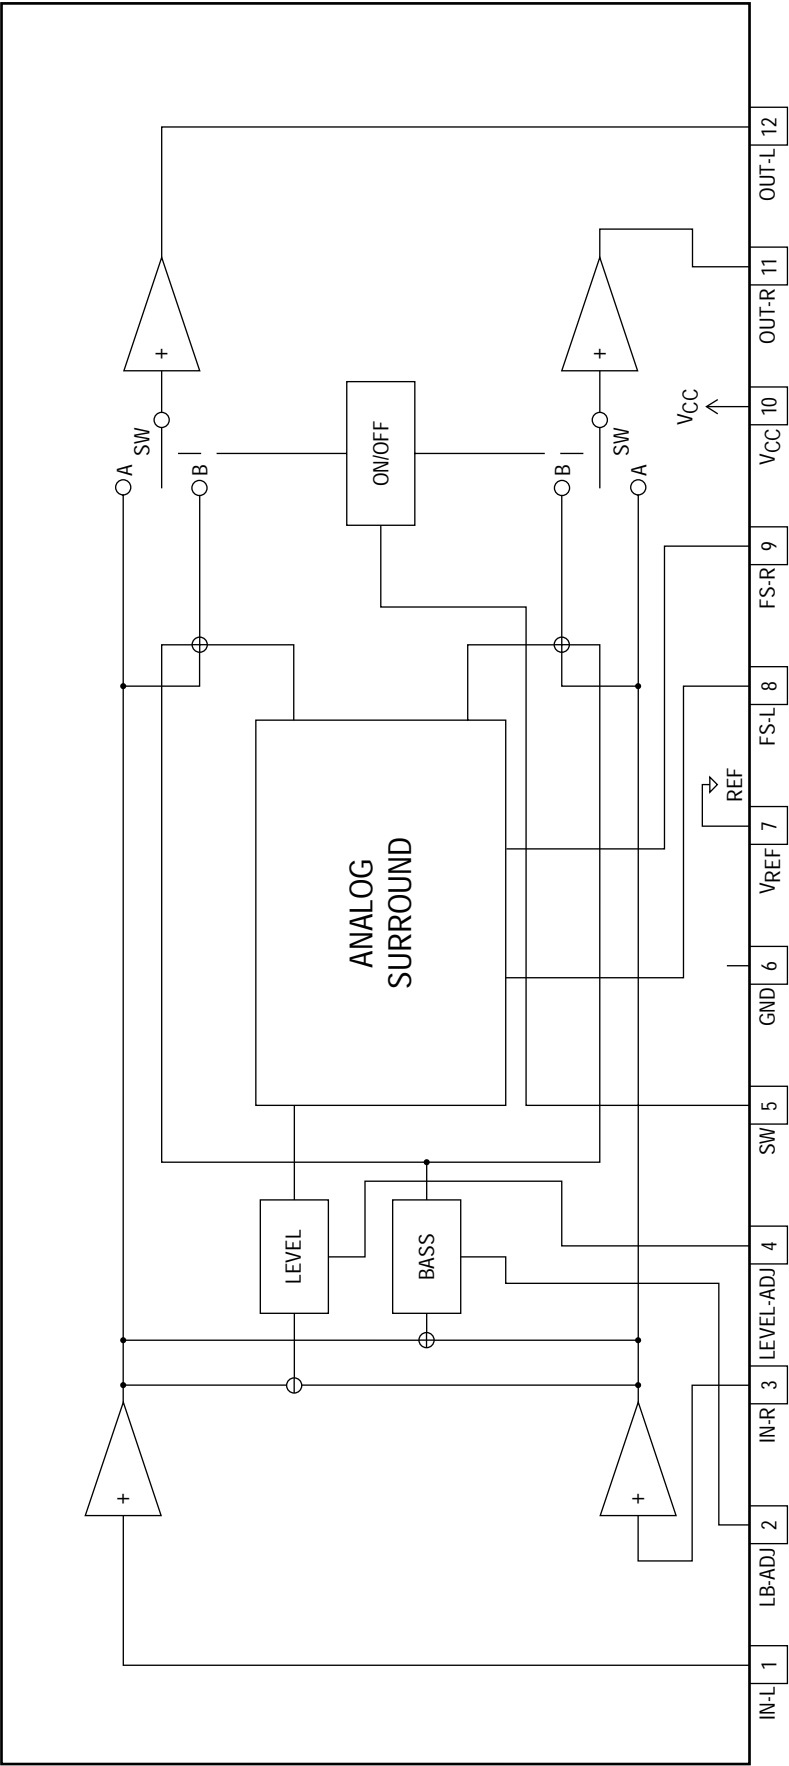 +
+
SW
A
B
ON/OFF
B
A
SW
ANALOG
SURROUND
LEVEL
BASS
+
+
VCC
REF
1
IN-L
2
LB-ADJ
3
IN-R
4
LEVEL-ADJ
5
SW
6
GND
7
VREF
8
FS-L
9
FS-R
10
VCC
11
OUT-R
12
OUT-L